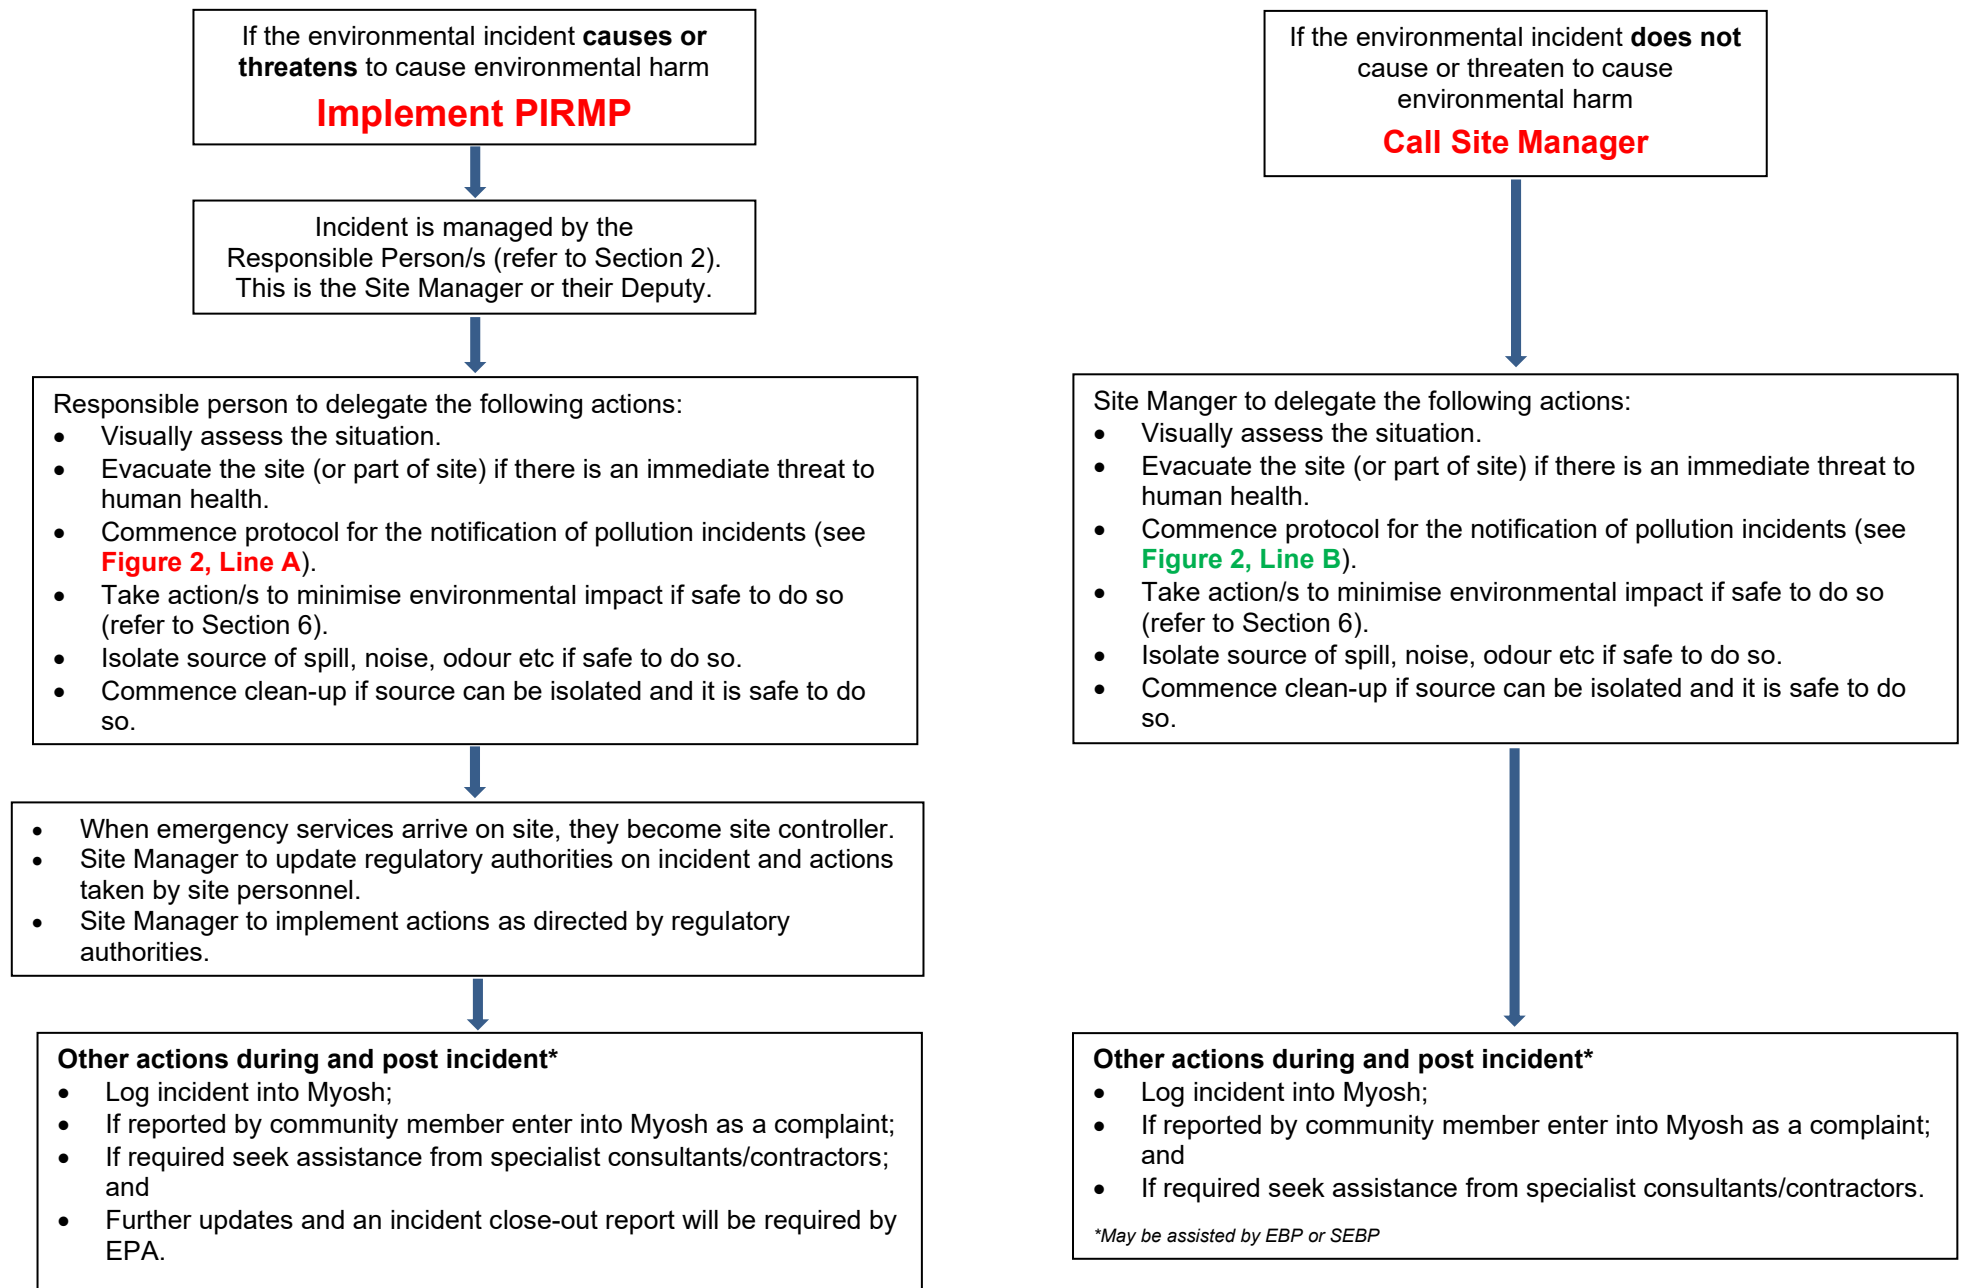 If the environmental incident causes or
threatens to cause environmental harm
Implement PIRMP
Incident is managed by the
Responsible Person/s (refer to Section 2).
This is the Site Manager or their Deputy.
Responsible person to delegate the following actions:
• Visually assess the situation.
• Evacuate the site (or part of site) if there is an immediate threat to
human health.
• Commence protocol for the notification of pollution incidents (see
Figure 2, Line A).
• Take action/s to minimise environmental impact if safe to do so
(refer to Section 6).
• Isolate source of spill, noise, odour etc if safe to do so.
• Commence clean-up if source can be isolated and it is safe to do
so.
• When emergency services arrive on site, they become site controller.
• Site Manager to update regulatory authorities on incident and actions
taken by site personnel.
• Site Manager to implement actions as directed by regulatory
authorities.
Other actions during and post incident*
• Log incident into Myosh;
• If reported by community member enter into Myosh as a complaint;
• If required seek assistance from specialist consultants/contractors;
and
• Further updates and an incident close-out report will be required by
EPA.
If the environmental incident does not
cause or threaten to cause
environmental harm
Call Site Manager
Site Manger to delegate the following actions:
• Visually assess the situation.
• Evacuate the site (or part of site) if there is an immediate threat to
human health.
• Commence protocol for the notification of pollution incidents (see
Figure 2, Line B).
• Take action/s to minimise environmental impact if safe to do so
(refer to Section 6).
• Isolate source of spill, noise, odour etc if safe to do so.
• Commence clean-up if source can be isolated and it is safe to do
so.
Other actions during and post incident*
• Log incident into Myosh;
• If reported by community member enter into Myosh as a complaint;
and
• If required seek assistance from specialist consultants/contractors.
*May be assisted by EBP or SEBP